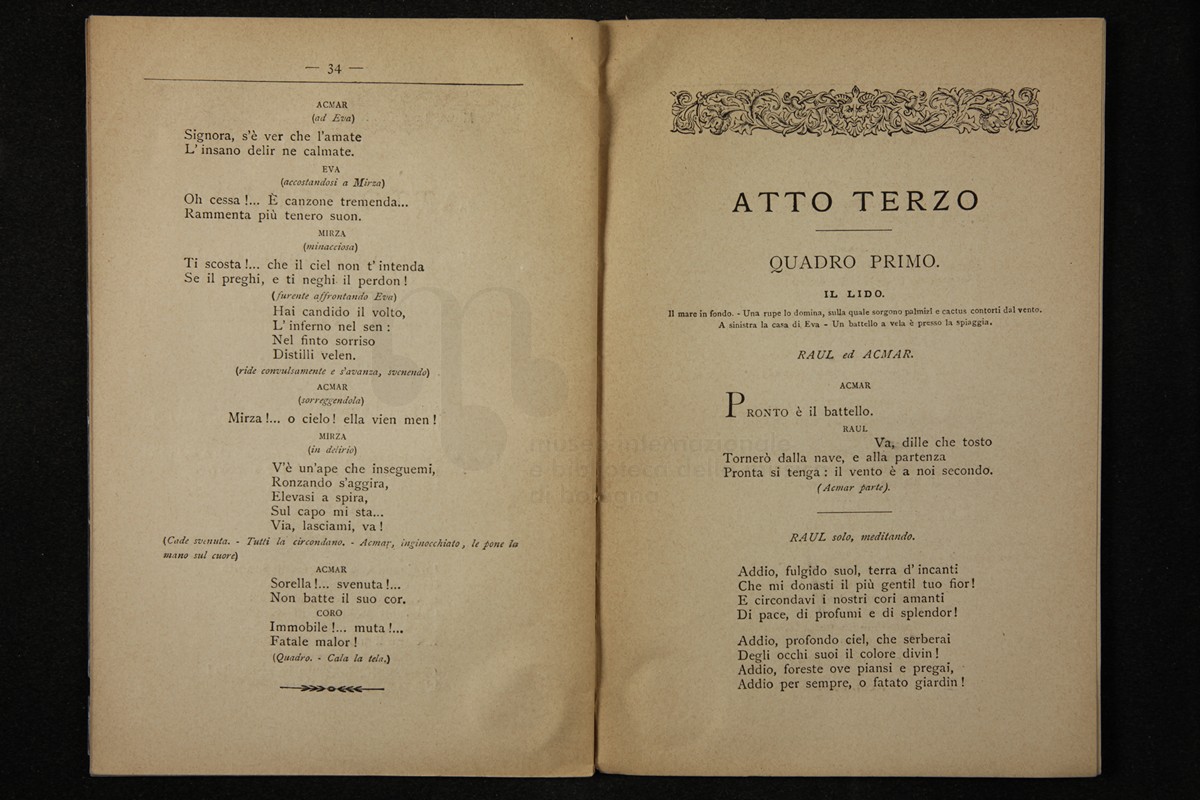 — 34 —
ACMAR
(ad Eva)
Signora, s'è ver che l'amate
L' insano delir ne calmate.
EVA
(accostandosi a Mirza)
Oh cessa !... È canzone tremenda...
Rammenta più tenero suon.
MIRZA
(minacciosa)
Ti scosta !... che il ciel non t' intenda
Se il preghi, e ti neghi il perdon !
(furente affrontando Eva)
Hai candido il volto,
L' inferno nel sen :
Nel finto sorriso
Distilli velen.
(ride convulsamente e s'avanza, svenendo)
ACMAR
(sorreggendola)
Mirza !... o cielo ! ella vien men !
MIRZA
(in delirio)
V'è un'ape che inseguemi,
Ronzando s'aggira,
Elevasi a spira,
Sul capo mi sta...
Via, lasciami, va !
(Cade svenuta. - Tutti la circondano. - Acmar, inginocchiato, le pone la
mano sul cuore)
ACMAR
Sorella !... svenuta !...
Non batte il suo cor.
CORO
Immobile !... muta !...
Fatale malor !
(Quadro. - Cala la tela.)
ATTO TERZO
QUADRO PRIMO.
IL LIDO.
Il mare in fondo. - Una rupe lo domina, sulla quale sorgono palmizi e cactus contorti dal vento.
A sinistra la casa di Eva - Un battello a vela è presso la spiaggia.
RAUL ed ACMAR.
ACMAR
PRONTO è il battello.
RAUL
Va, dille che tosto
Tornerò dalla nave, e alla partenza
Pronta si tenga : il vento è a noi secondo.
(Acmar parte).
RAUL solo, meditando.
Addio, fulgido suol, terra d' incanti
Che mi donasti il più gentil tuo fior !
E circondavi i nostri cori amanti
Di pace, di profumi e di splendor !
Addio, profondo ciel, che serberai
Degli occhi suoi il colore divin !
Addio, foreste ove piansi e pregai,
Addio per sempre, o fatato giardin !
museo internazionale
e biblioteca della
di bologna